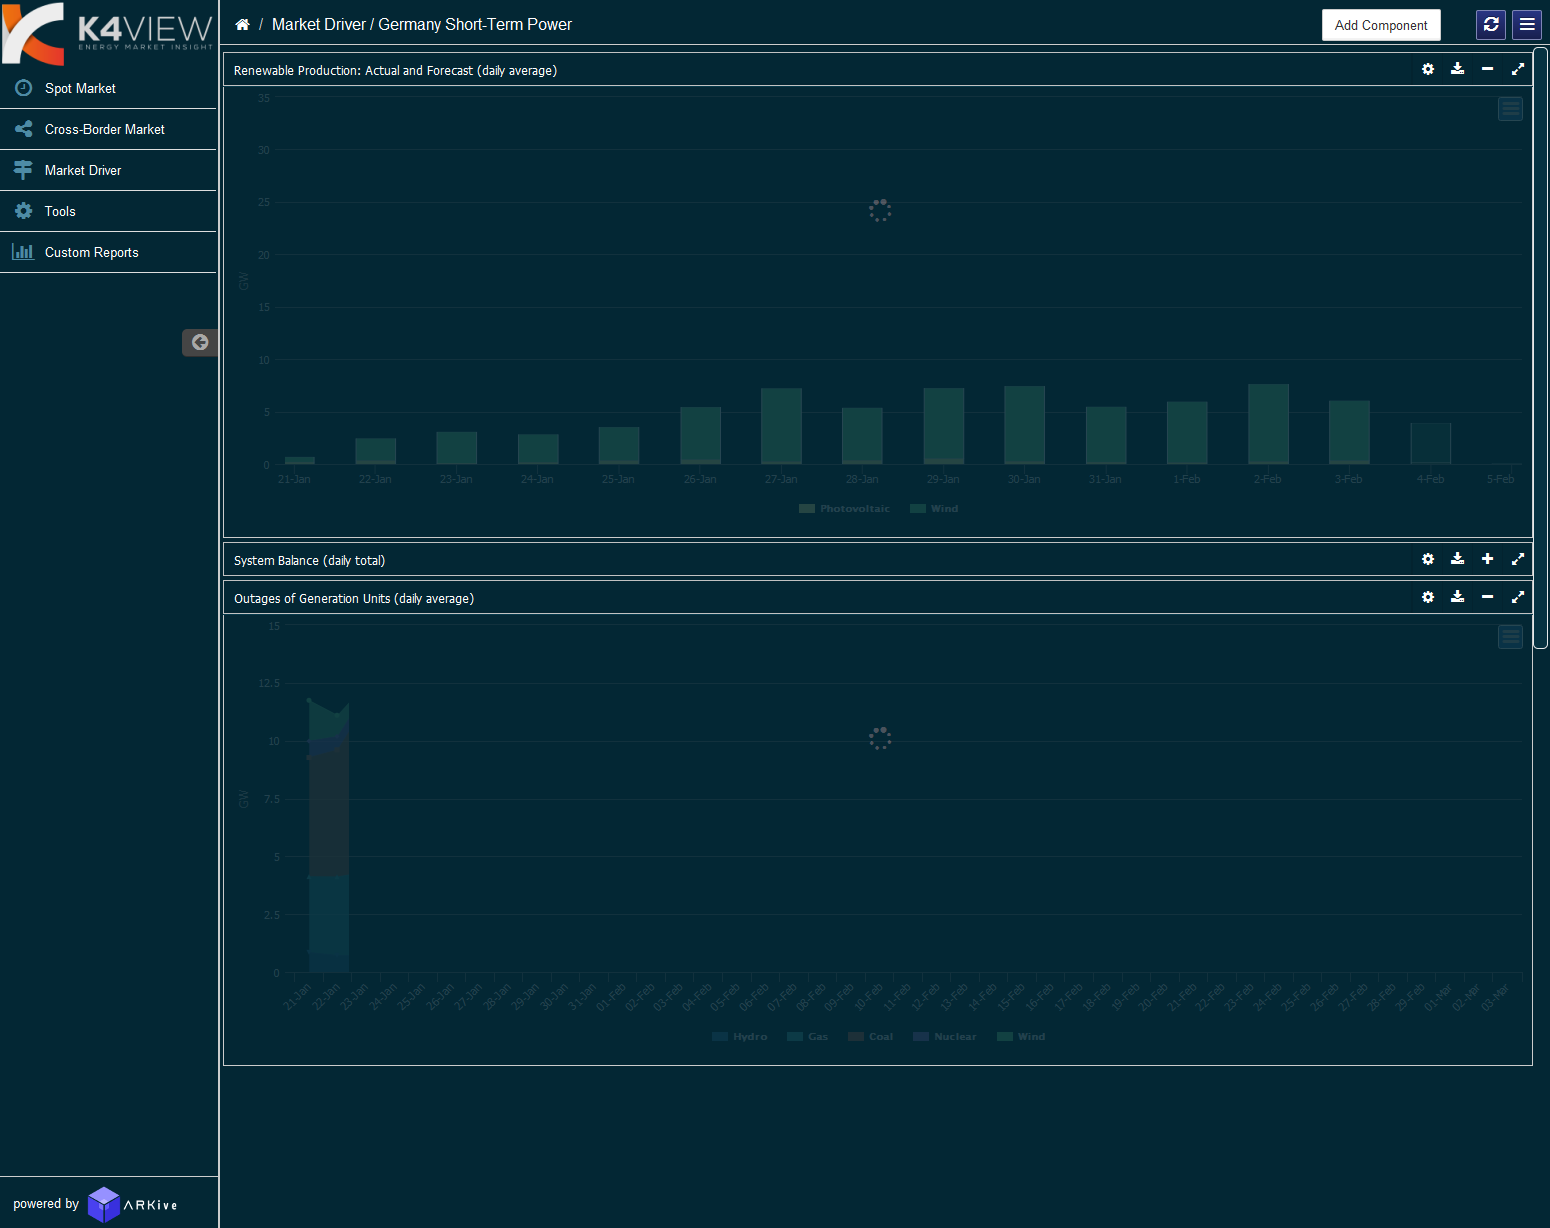 K4VIEW
ENERGY MARKET INSIGHT
/ Market Driver / Germany Short-Term Power
Add Component
Spot Market
Cross-Border Market
Market Driver
Tools
Custom Reports
Renewable Production: Actual and Forecast (daily average)
35
30
25
20
GW
15
10
5
0
21-Jan 22-Jan 23-Jan 24-Jan 25-Jan 26-Jan 27-Jan 28-Jan 29-Jan 30-Jan 31-Jan 1-Feb 2-Feb 3-Feb 4-Feb 5-Feb
Photovoltaic Wind
System Balance (daily total)
Outages of Generation Units (daily average)
15
12.5
10
GW
7.5
5
2.5
0
21-Jan 22-Jan 23-Jan 24-Jan 25-Jan 26-Jan 27-Jan 28-Jan 29-Jan 30-Jan 31-Jan 01-Feb 02-Feb 03-Feb 04-Feb 05-Feb 06-Feb 07-Feb 08-Feb 09-Feb 10-Feb 11-Feb 12-Feb 13-Feb 14-Feb 15-Feb 16-Feb 17-Feb 18-Feb 19-Feb 20-Feb 21-Feb 22-Feb 23-Feb 24-Feb 25-Feb 26-Feb 27-Feb 28-Feb 29-Feb 01-Mar 02-Mar 03-Mar
Hydro Gas Coal Nuclear Wind
powered by ARKive